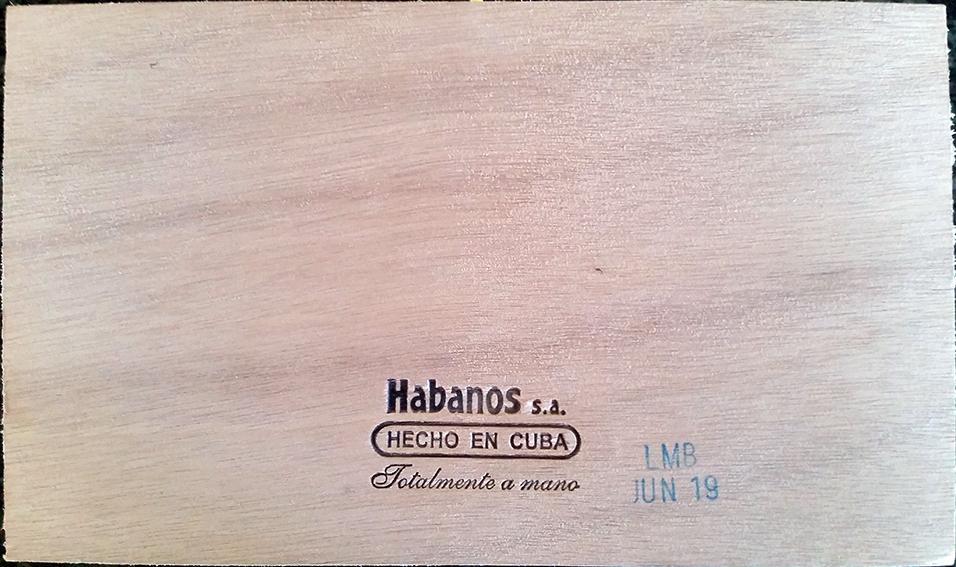 Habanos s.a.
HECHO EN CUBA
Totalmente a mano
LMB
JUN 19